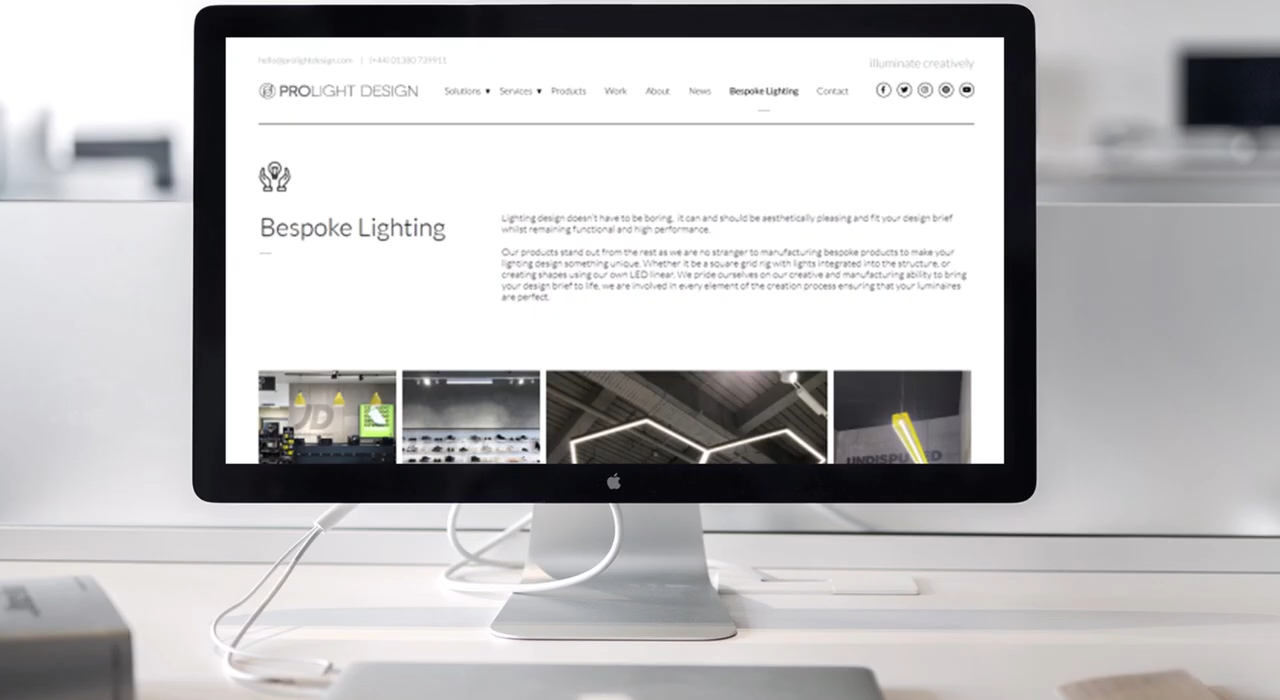 hello@prolightdesign.com | (+44) 01380 739911
illuminate creatively
PROLIGHT DESIGN
Solutions ▾ Services ▾ Products Work About News Bespoke Lighting Contact
Bespoke Lighting
Lighting design doesn't have to be boring, it can and should be aesthetically pleasing and fit your design brief
whilst remaining functional and high performance.
Our products stand out from the rest as we are no stranger to manufacturing bespoke products to make your
lighting design something unique. Whether it be a square grid rig with lights integrated into the structure, or
creating shapes using our own LED linear. We pride ourselves on our creative and manufacturing ability to bring
your design brief to life, we are involved in every element of the creation process ensuring that your luminaires
are perfect.
JD